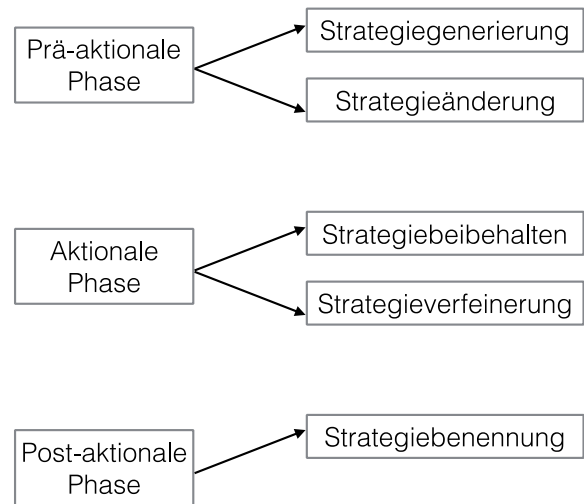 Prä-aktionale
Phase
Strategiegenerierung
Strategieänderung
Aktionale
Phase
Strategiebeibehalten
Strategieverfeinerung
Post-aktionale
Phase
Strategiebenennung